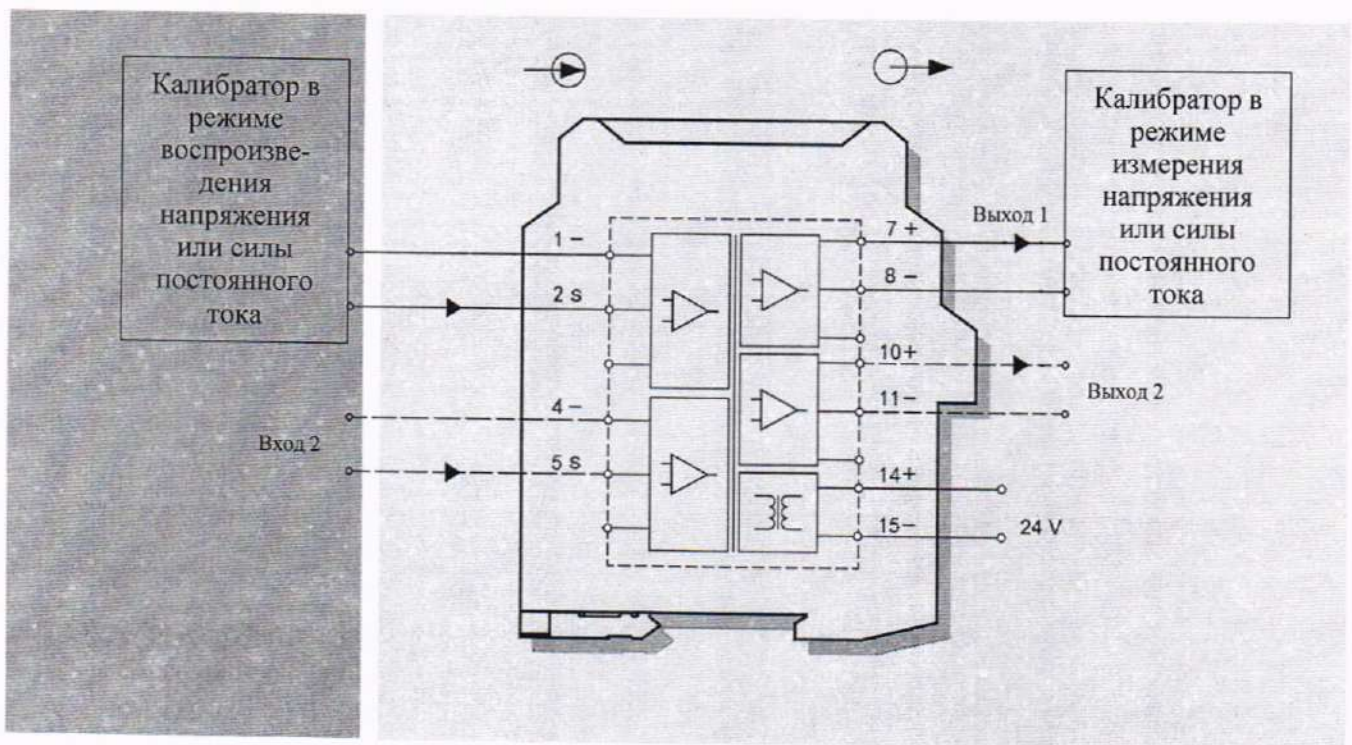 Калибратор в
режиме
воспроизве-
дения
напряжения
или силы
постоянного
тока
Вход 2
1 −
2 s
4 −
5 s
7 +
8 −
10+
11−
14+
15−
Выход 1
Выход 2
24 V
Калибратор в
режиме
измерения
напряжения
или силы
постоянного
тока